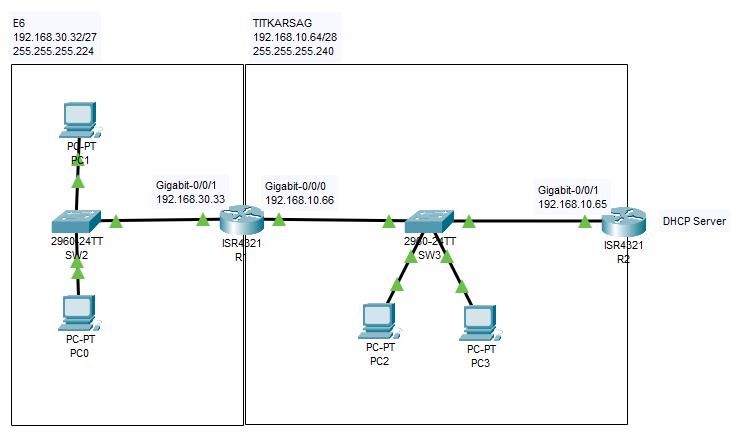 E6
192.168.30.32/27
255.255.255.224
TITKARSAG
192.168.10.64/28
255.255.255.240
PC-PT
PC1
Gigabit-0/0/1
192.168.30.33
Gigabit-0/0/0
192.168.10.66
Gigabit-0/0/1
192.168.10.65
DHCP Server
2960-24TT
SW2
ISR4321
R1
2960-24TT
SW3
ISR4321
R2
PC-PT
PC0
PC-PT
PC2
PC-PT
PC3